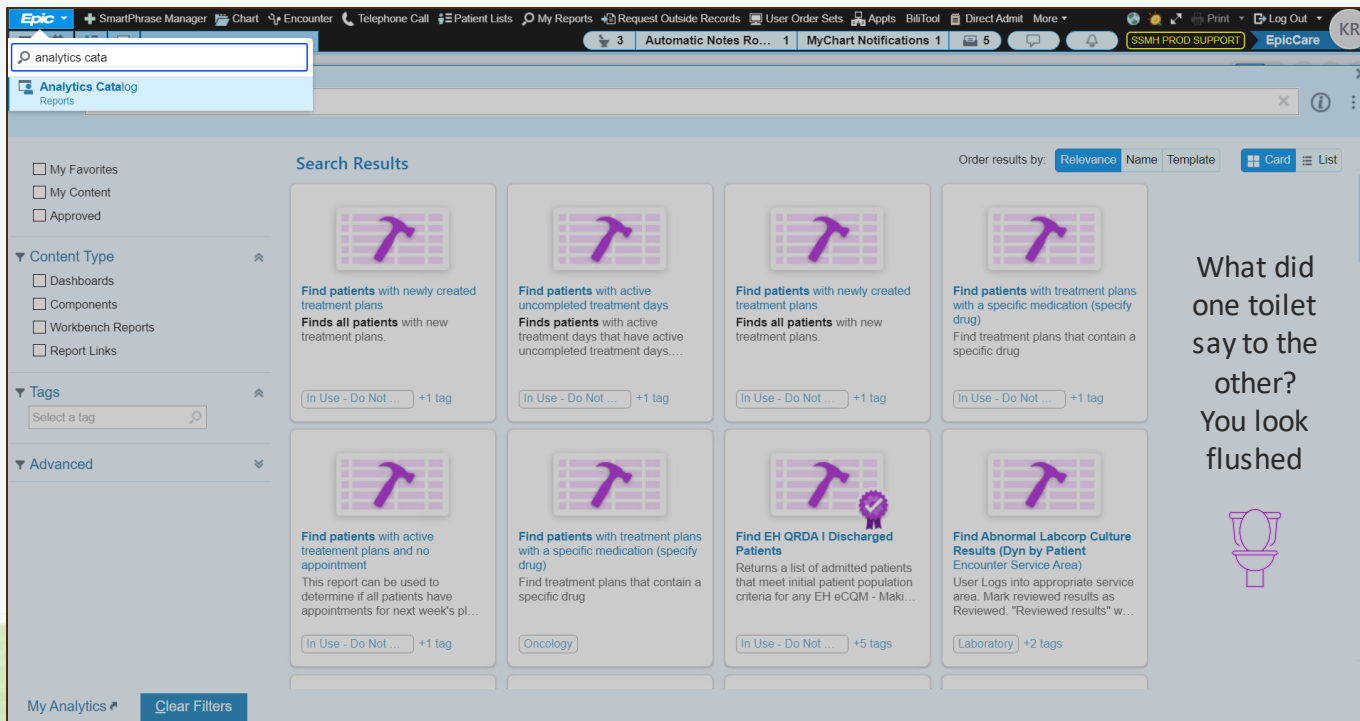 Epic SmartPhrase Manager Chart Encounter Telephone Call Patient Lists My Reports Request Outside Records User Order Sets Appts BiliTool Direct Admit More Print Log Out
3 Automatic Notes Ro... 1 MyChart Notifications 1 5 SSMH PROD SUPPORT EpicCare KR
analytics cata
Analytics Catalog
Reports
My Favorites
My Content
Approved
Content Type
Dashboards
Components
Workbench Reports
Report Links
Tags
Select a tag
Advanced
Search Results
Order results by: Relevance Name Template Card List
Find patients with newly created
treatment plans
Finds all patients with new
treatment plans.
In Use - Do Not ... +1 tag
Find patients with active
uncompleted treatment days
Finds patients with active
treatment days that have active
uncompleted treatment days....
In Use - Do Not ... +1 tag
Find patients with newly created
treatment plans
Finds all patients with new
treatment plans.
In Use - Do Not ... +1 tag
Find patients with treatment plans
with a specific medication (specify
drug)
Find treatment plans that contain a
specific drug
In Use - Do Not ... +1 tag
Find patients with active
treatement plans and no
appointment
This report can be used to
determine if all patients have
appointments for next week's pl...
In Use - Do Not ... +1 tag
Find patients with treatment plans
with a specific medication (specify
drug)
Find treatment plans that contain a
specific drug
Oncology
Find EH QRDA I Discharged
Patients
Returns a list of admitted patients
that meet initial patient population
criteria for any EH eCQM - Maki...
In Use - Do Not ... +5 tags
Find Abnormal Labcorp Culture
Results (Dyn by Patient
Encounter Service Area)
User Logs into appropriate service
area. Mark reviewed results as
Reviewed. "Reviewed results" w...
Laboratory +2 tags
What did
one toilet
say to the
other?
You look
flushed
My Analytics Clear Filters